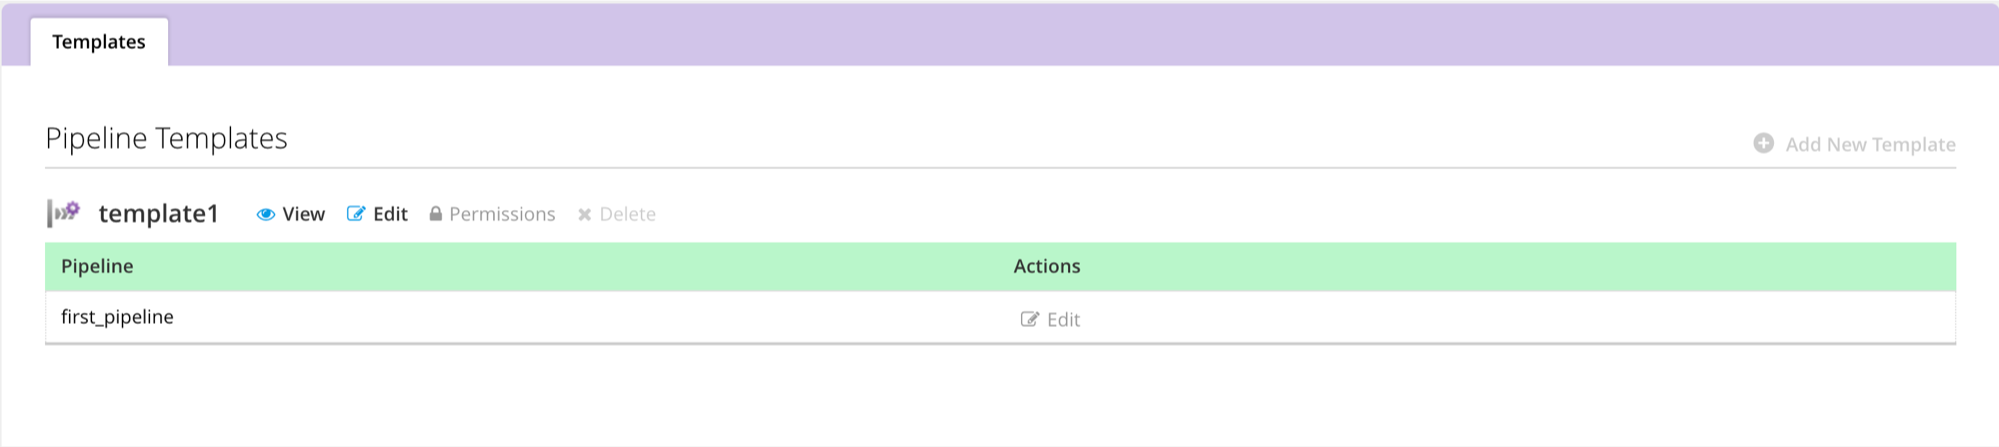 Templates
Pipeline Templates
Add New Template
template1 View Edit Permissions Delete
Pipeline Actions
first_pipeline Edit